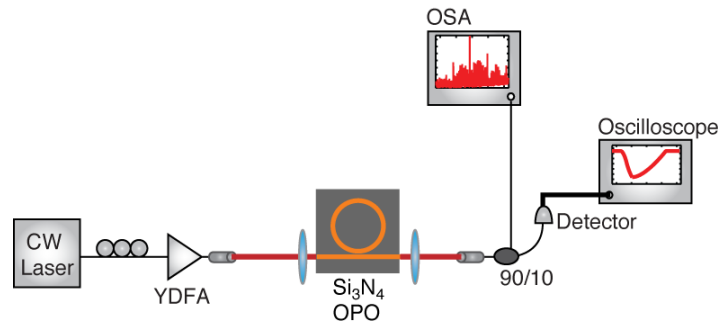 OSA
Oscilloscope
CW
Laser
YDFA
Si₃N₄
OPO
90/10
Detector